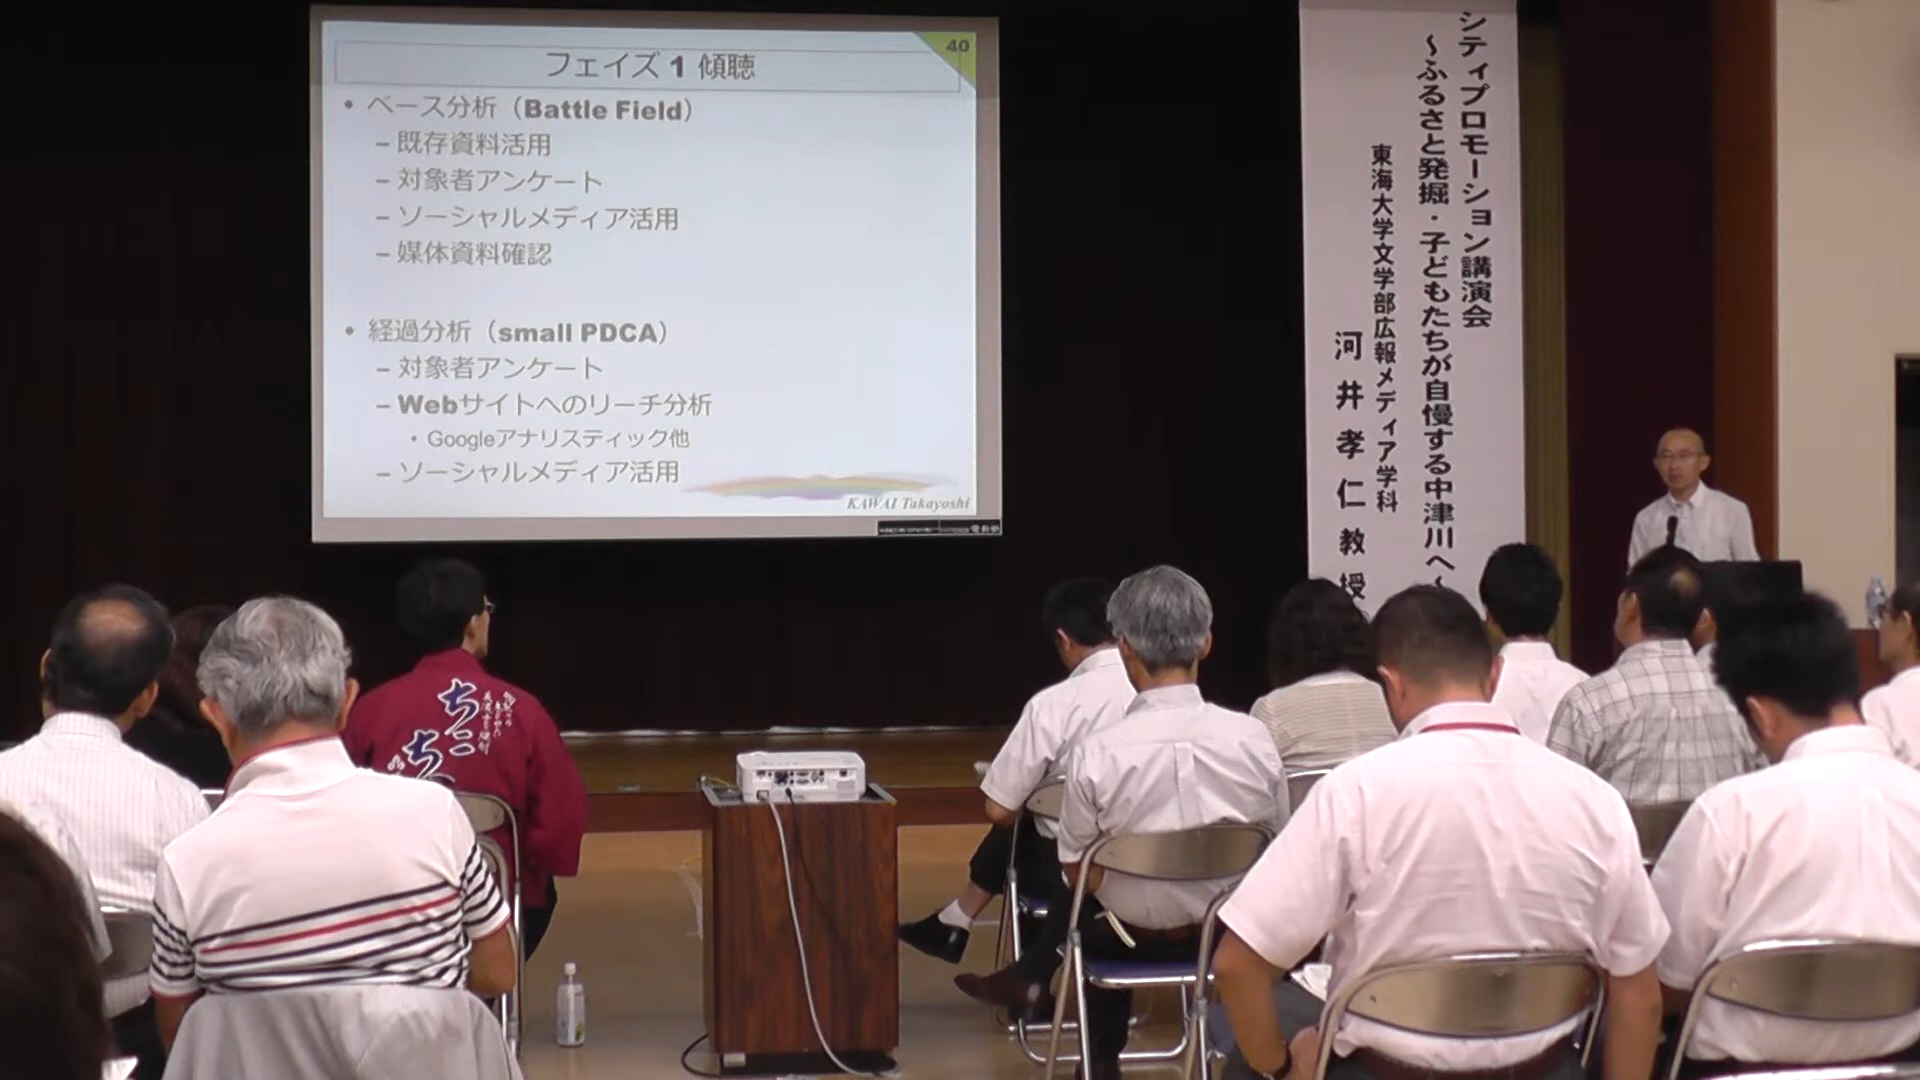 40
フェイズ 1 傾聴
• ベース分析（Battle Field）
– 既存資料活用
– 対象者アンケート
– ソーシャルメディア活用
– 媒体資料確認
• 経過分析（small PDCA）
– 対象者アンケート
– Webサイトへのリーチ分析
• Googleアナリスティック他
– ソーシャルメディア活用
KAWAI Takayoshi
シティプロモーション講演会
～ふるさと発掘・子どもたちが自慢する中津川へ～
東海大学文学部広報メディア学科
河井孝仁教授